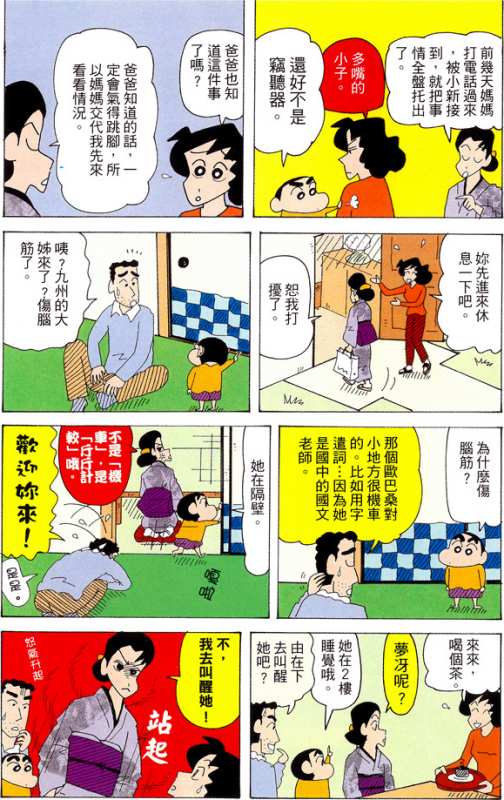 前幾天媽媽
打電話過來
，被小新接
到，就把事
情全盤托出
了。
多嘴的
小子。
還好不是
竊聽器。
爸爸也知
道這件事
了嗎？
爸爸知道的話，一
定會氣得跳腳，所
以媽媽交代我先來
看看情況。
妳先進來休
息一下吧。
恕我打
擾了。
咦？九州的大
姊來了？傷腦
筋了。
為什麼傷
腦筋？
那個歐巴桑對
小地方很機車
的。比如用字
遣詞…因為她
是國中的國文
老師。
她在隔壁。
不是「機
車」，是
「斤斤計
較」哦。
歡迎妳來！
是是。
來來，
喝個茶。
夢冴呢？
她在2樓
睡覺哦。
由在下
去叫醒
她吧？
不，
我去叫醒她！
站起
怒氣升起